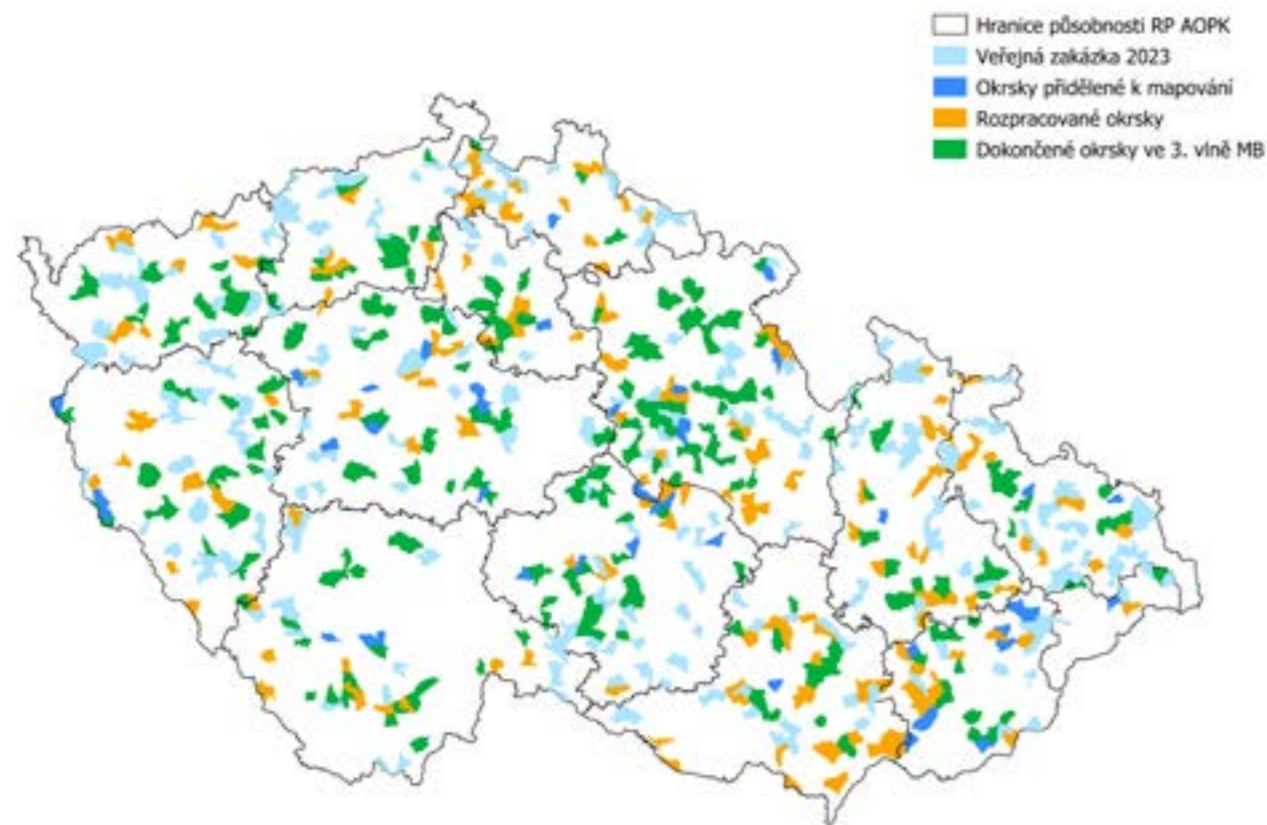 Hranice působnosti RP AOPK
Veřejná zakázka 2023
Okrsky přidělené k mapování
Rozpracované okrsky
Dokončené okrsky ve 3. vlně MB